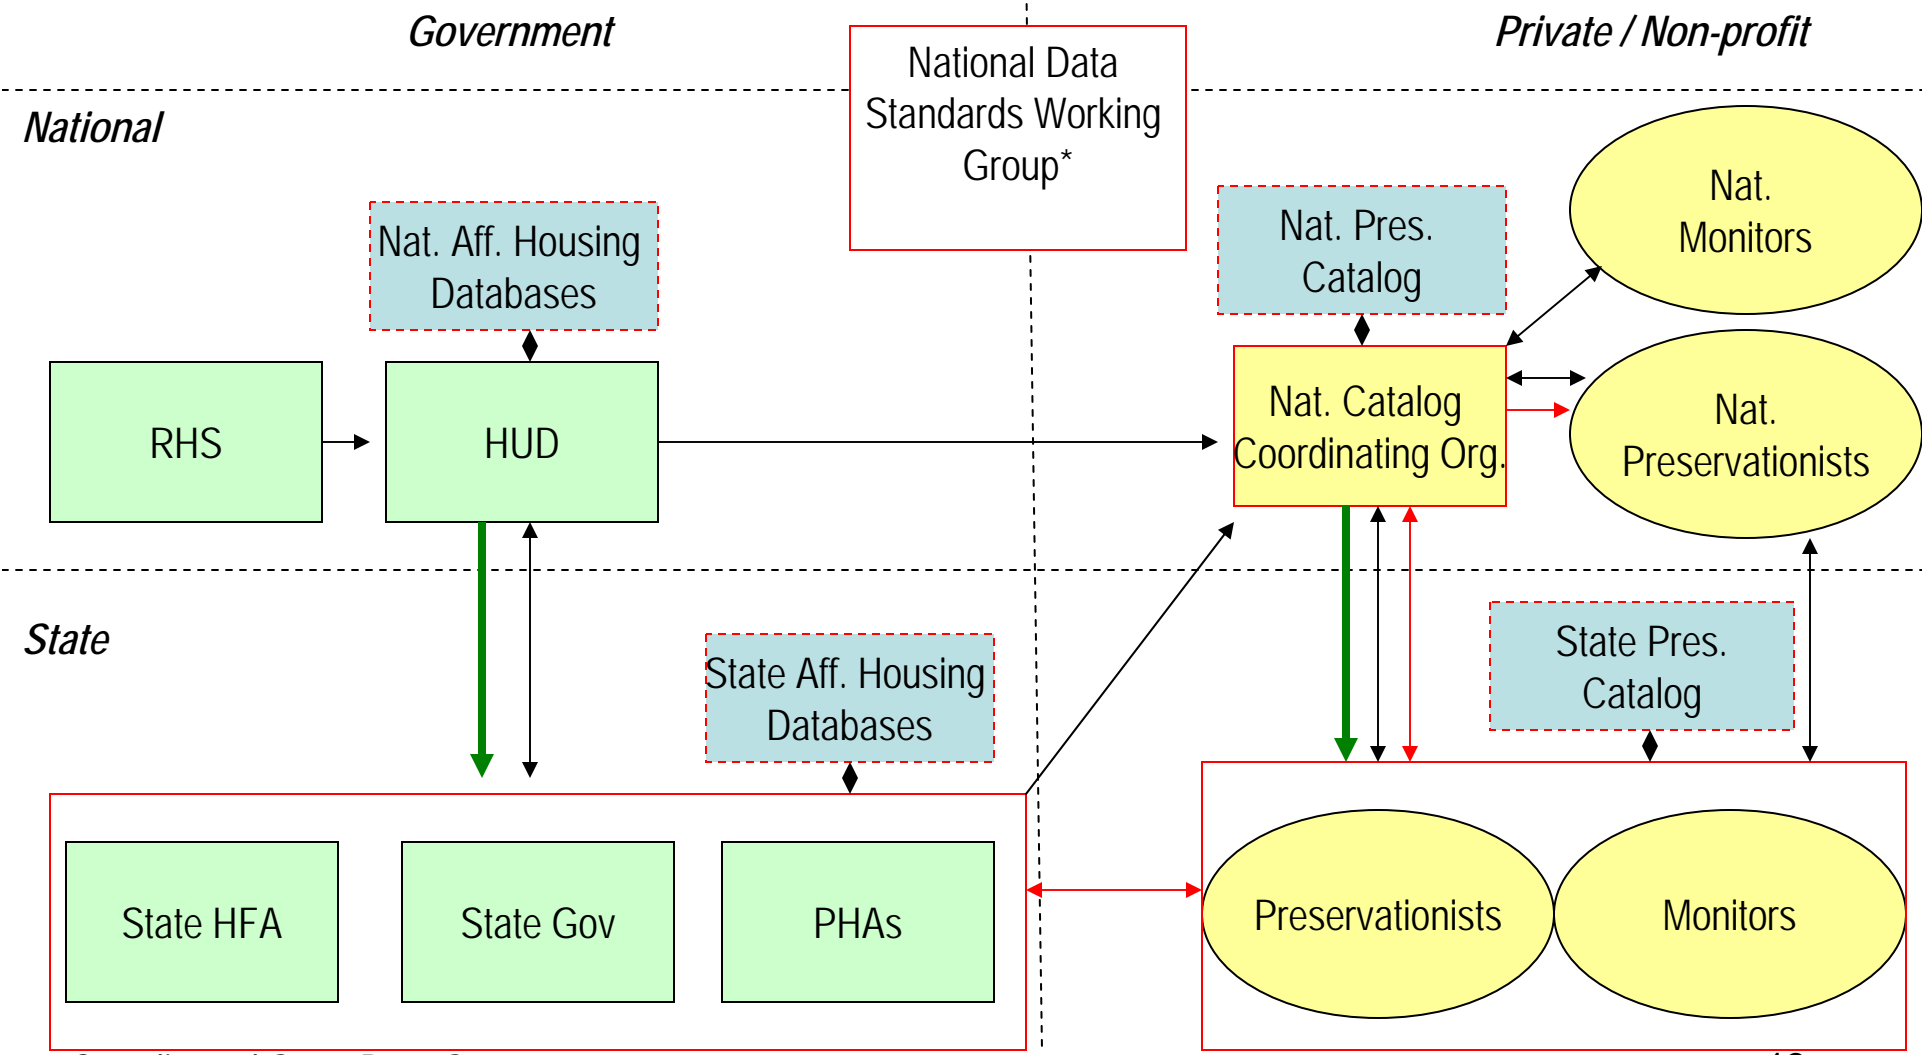 Government
Private / Non-profit
National Data
Standards Working
Group*
National
Nat. Aff. Housing
Databases
Nat. Pres.
Catalog
Nat.
Monitors
RHS
HUD
Nat. Catalog
Coordinating Org.
Nat.
Preservationists
State
State Aff. Housing
Databases
State Pres.
Catalog
State HFA
State Gov
PHAs
Preservationists
Monitors